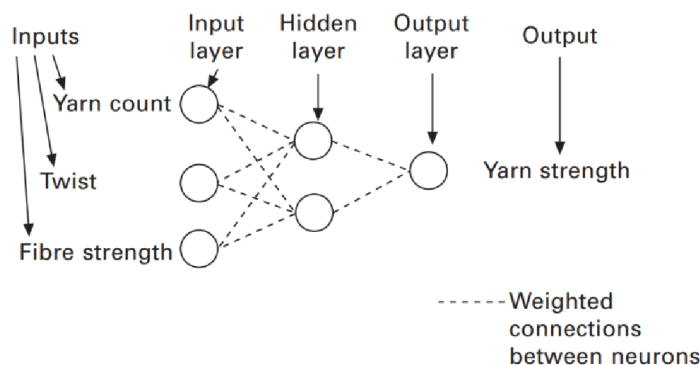 Inputs
Input
layer
Hidden
layer
Output
layer
Output
Yarn count
Twist
Yarn strength
Fibre strength
Weighted
connections
between neurons